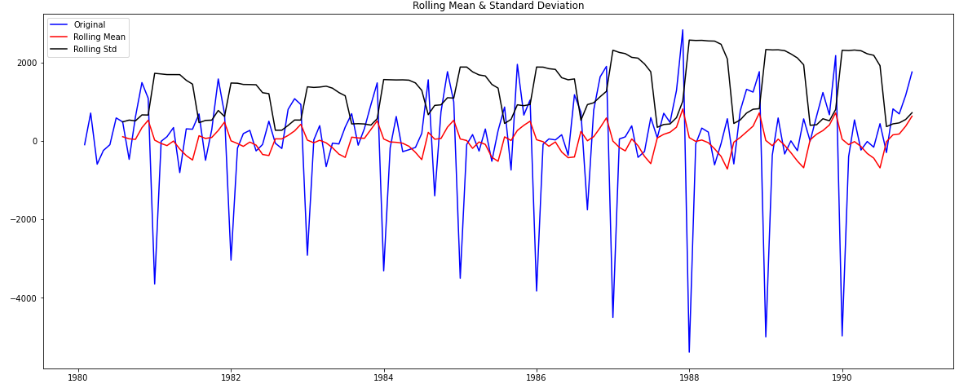 Rolling Mean & Standard Deviation
Original
Rolling Mean
Rolling Std
2000
0
−2000
−4000
1980
1982
1984
1986
1988
1990